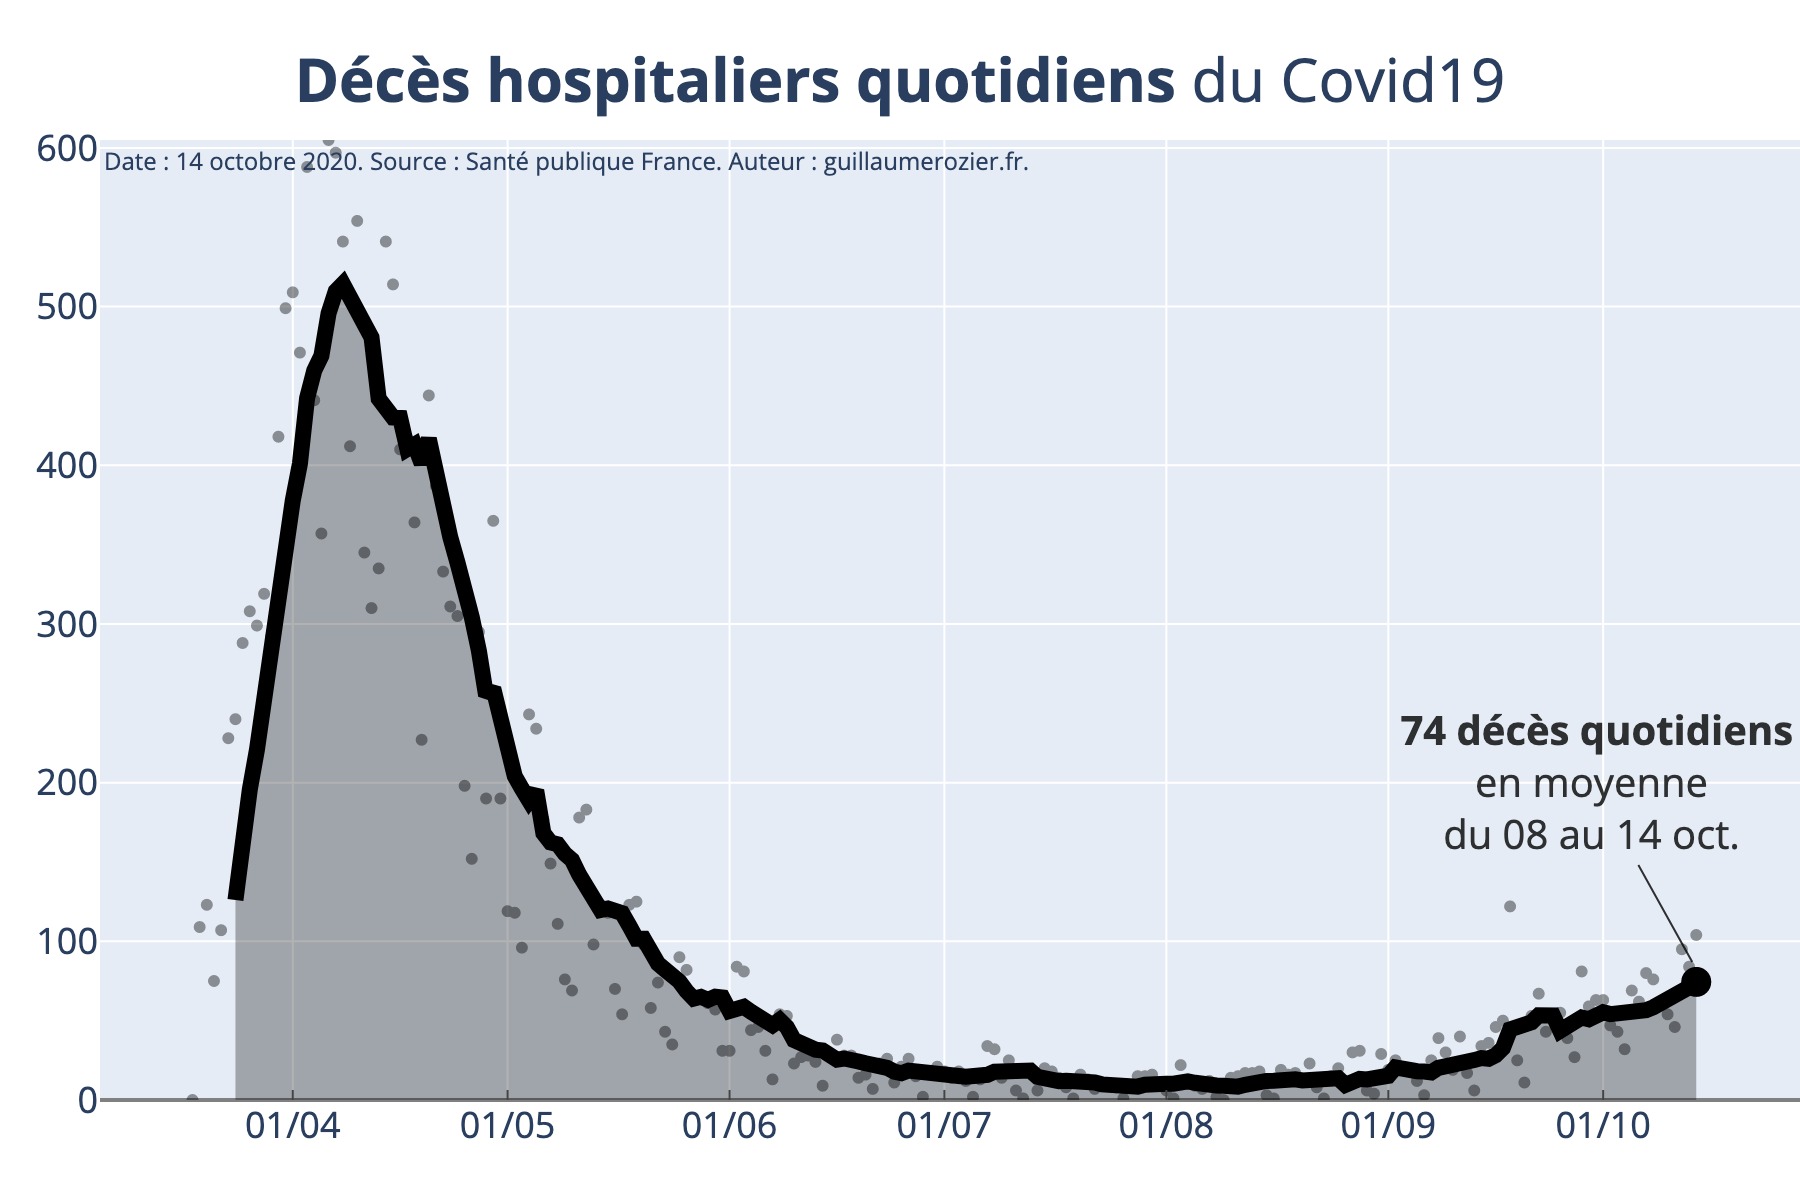 Décès hospitaliers quotidiens du Covid19
600
Date : 14 octobre 2020. Source : Santé publique France. Auteur : guillaumerozier.fr.
500
400
300
200
100
0
74 décès quotidiens
en moyenne
du 08 au 14 oct.
01/04 01/05 01/06 01/07 01/08 01/09 01/10